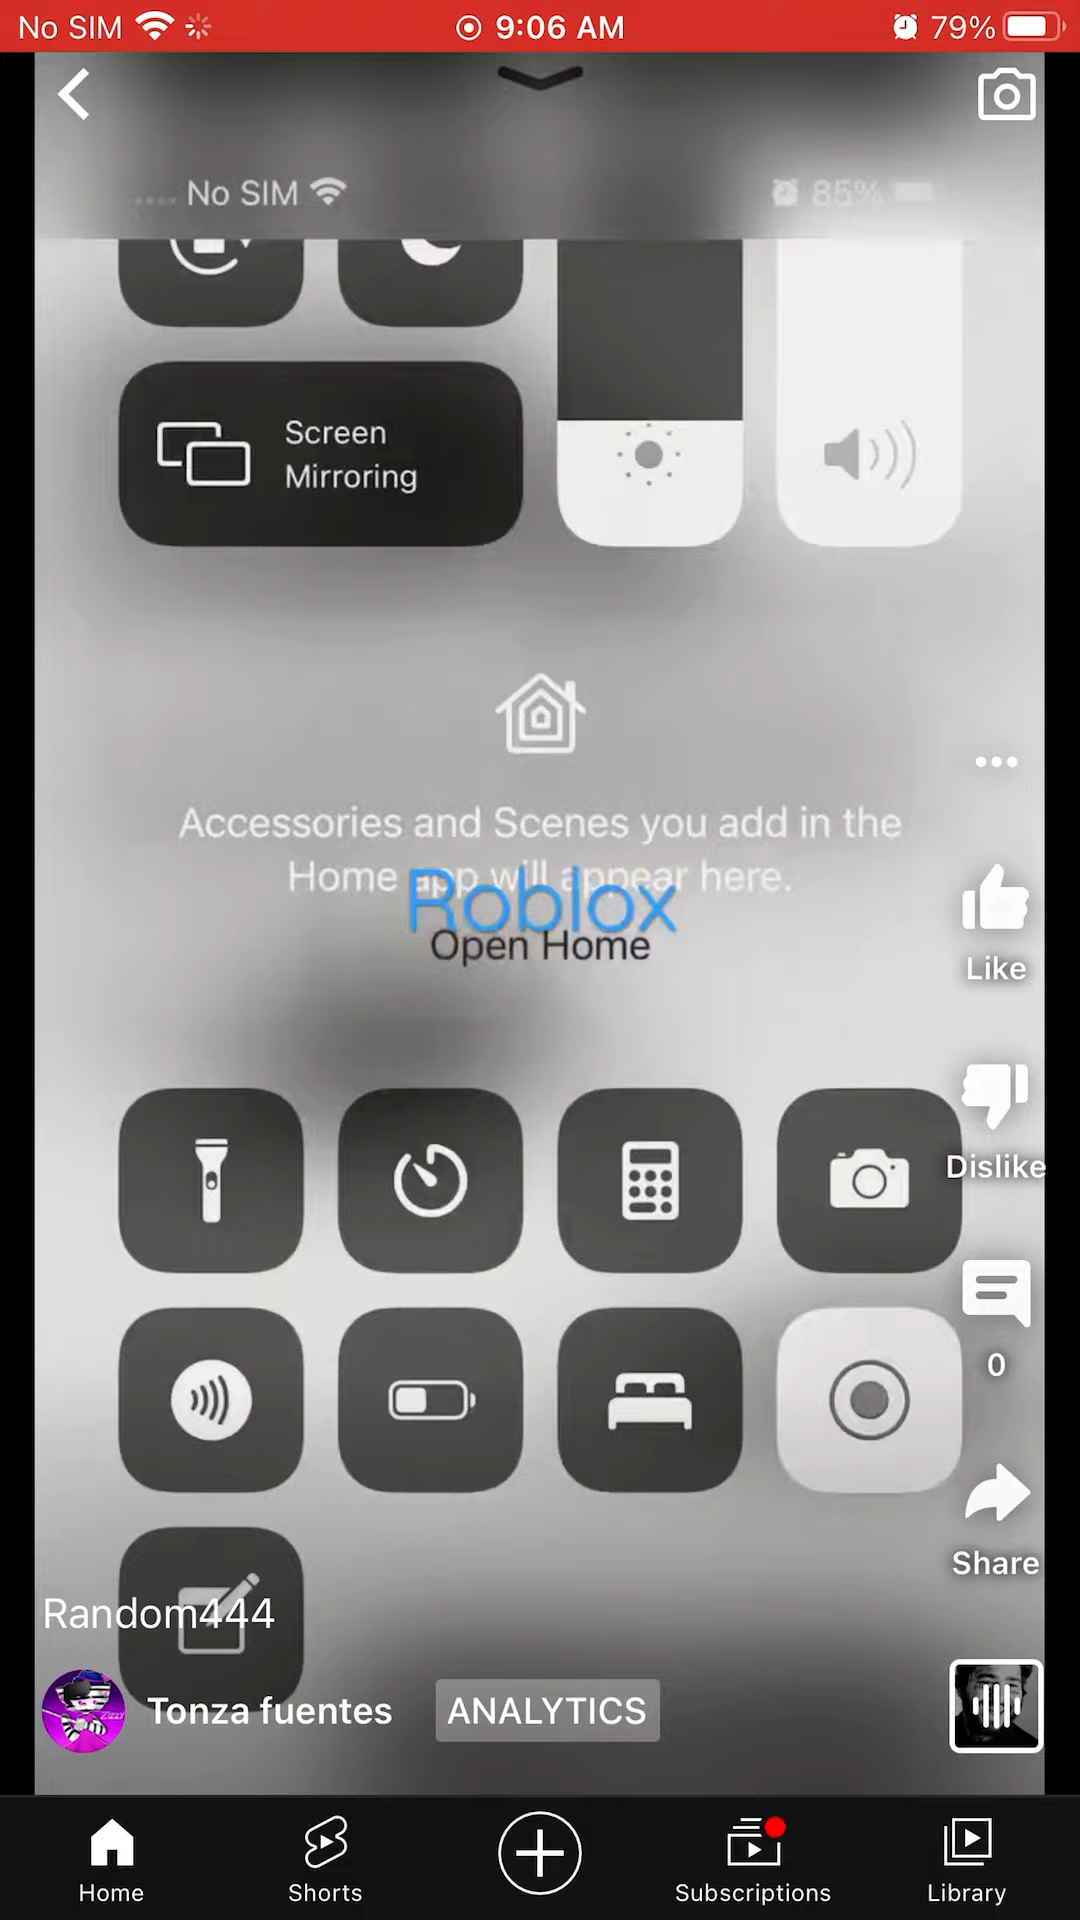 No SIM 9:06 AM 79%
No SIM 85%
Screen
Mirroring
Accessories and Scenes you add in the
Home app will appear here.
Roblox
Open Home
Like
Dislike
0
Share
Random444
Tonza fuentes ANALYTICS
Home Shorts Subscriptions Library